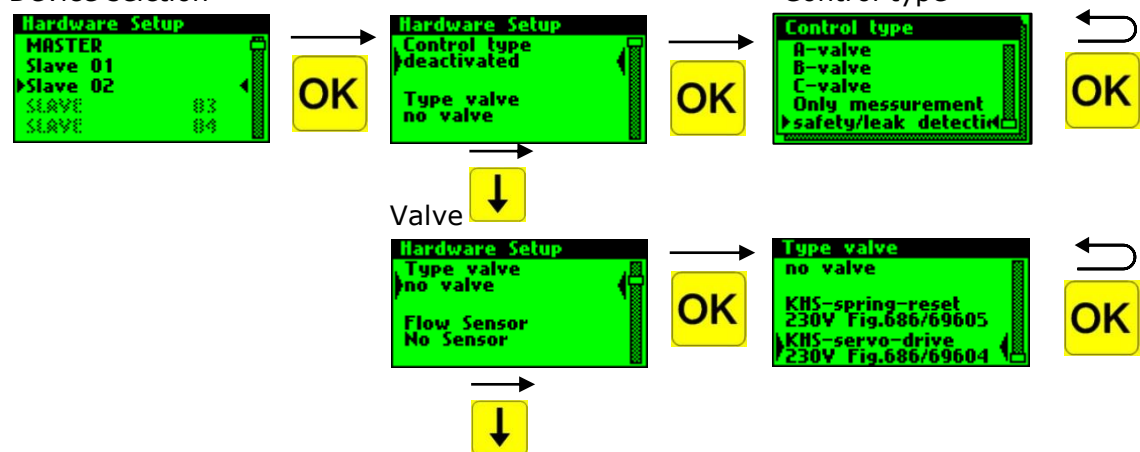 Device selection
Control type
Hardware Setup
MASTER
Slave 01
Slave 02
SLAVE 03
SLAVE 04
OK
Hardware Setup
Control type
deactivated
Type valve
no valve
OK
Control type
A-valve
B-valve
C-valve
Only messurement
safety/leak detectin
OK
Valve
Hardware Setup
Type valve
no valve
Flow Sensor
No Sensor
OK
Type valve
no valve
KHS-spring-reset
230V Fig.686/69605
KHS-servo-drive
230V Fig.686/69604
OK